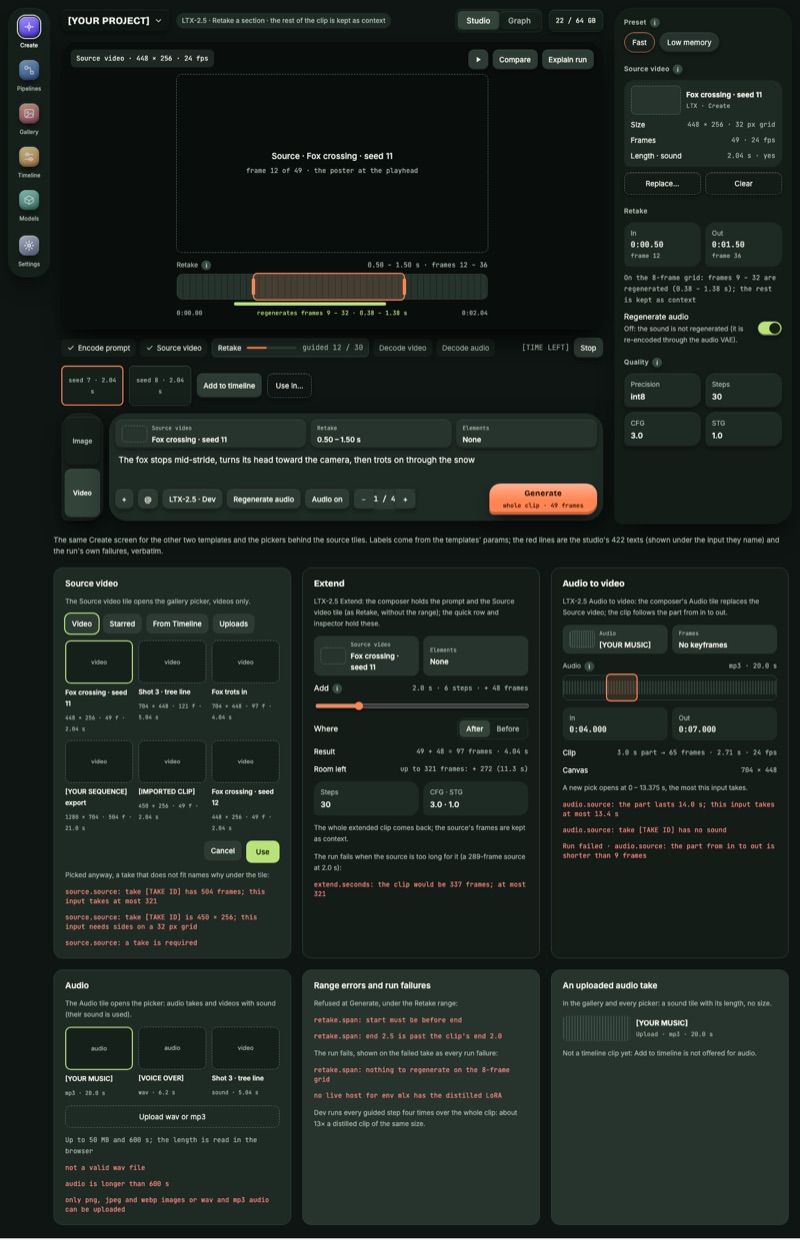 [YOUR PROJECT]
LTX-2.5 · Retake a section · the rest of the clip is kept as context
Studio
Graph
22 / 64 GB
Create
Pipelines
Gallery
Timeline
Models
Settings
Source video · 448 × 256 · 24 fps
Compare
Explain run
Source · Fox crossing · seed 11
frame 12 of 49 · the poster at the playhead
Retake i
0.50 – 1.50 s · frames 12 – 36
0:00.00
regenerates frames 9 – 32 · 0.38 – 1.38 s
0:02.04
✓ Encode prompt
✓ Source video
Retake
guided 12 / 30
Decode video
Decode audio
[TIME LEFT]
Stop
seed 7 · 2.04
s
seed 8 · 2.04
s
Add to timeline
Use in…
Image
Video
Source video
Fox crossing · seed 11
Retake
0.50 – 1.50 s
Elements
None
The fox stops mid-stride, turns its head toward the camera, then trots on through the snow
+
@
LTX-2.5 · Dev
Regenerate audio
Audio on
− 1 / 4 +
Generate
whole clip · 49 frames
Preset i
Fast
Low memory
Source video i
Fox crossing · seed 11
LTX · Create
Size
448 × 256 · 32 px grid
Frames
49 · 24 fps
Length · sound
2.04 s · yes
Replace…
Clear
Retake
In
0:00.50
frame 12
Out
0:01.50
frame 36
On the 8-frame grid: frames 9 – 32 are
regenerated (0.38 – 1.38 s); the rest
is kept as context
Regenerate audio
Off: the sound is not regenerated (it is
re-encoded through the audio VAE).
Quality i
Precision
int8
Steps
30
CFG
3.0
STG
1.0
The same Create screen for the other two templates and the pickers behind the source tiles. Labels come from the templates' params; the red lines are the studio's 422 texts (shown under the input they name) and
the run's own failures, verbatim.
Source video
The Source video tile opens the gallery picker, videos only.
Video
Starred
From Timeline
Uploads
video
video
video
Fox crossing · seed
11
448 × 256 · 49 f ·
2.04 s
Shot 3 · tree line
704 × 448 · 121 f ·
5.04 s
Fox trots in
704 × 448 · 97 f ·
4.04 s
video
video
video
[YOUR SEQUENCE]
export
1280 × 704 · 504 f ·
21.0 s
[IMPORTED CLIP]
450 × 256 · 49 f ·
2.04 s
Fox crossing · seed
12
448 × 256 · 49 f ·
2.04 s
Cancel
Use
Picked anyway, a take that does not fit names why under the tile:
source.source: take [TAKE ID] has 504 frames; this
input takes at most 321
source.source: take [TAKE ID] is 450 × 256; this
input needs sides on a 32 px grid
source.source: a take is required
Extend
LTX-2.5 Extend: the composer holds the prompt and the Source
video tile (as Retake, without the range); the quick row and
inspector hold these.
Source video
Fox crossing ·
seed 11
Elements
None
Add i
2.0 s · 6 steps · + 48 frames
Where
After
Before
Result
49 + 48 = 97 frames · 4.04 s
Room left
up to 321 frames: + 272 (11.3 s)
Steps
30
CFG · STG
3.0 · 1.0
The whole extended clip comes back; the source's frames are kept
as context.
The run fails when the source is too long for it (a 289-frame source
at 2.0 s):
extend.seconds: the clip would be 337 frames; at most
321
Audio to video
LTX-2.5 Audio to video: the composer's Audio tile replaces the
Source video; the clip follows the part from in to out.
Audio
[YOUR MUSIC]
Frames
No keyframes
Audio i
mp3 · 20.0 s
In
0:04.000
Out
0:07.000
Clip
3.0 s part → 65 frames · 2.71 s · 24 fps
Canvas
704 × 448
A new pick opens at 0 – 13.375 s, the most this input takes.
audio.source: the part lasts 14.0 s; this input takes
at most 13.4 s
audio.source: take [TAKE ID] has no sound
Run failed · audio.source: the part from in to out is
shorter than 9 frames
Audio
The Audio tile opens the picker: audio takes and videos with sound
(their sound is used).
audio
audio
video
[YOUR MUSIC]
mp3 · 20.0 s
[VOICE OVER]
wav · 6.2 s
Shot 3 · tree line
sound · 5.04 s
Upload wav or mp3
Up to 50 MB and 600 s; the length is read in the
browser
not a valid wav file
audio is longer than 600 s
only png, jpeg and webp images or wav and mp3 audio
can be uploaded
Range errors and run failures
Refused at Generate, under the Retake range:
retake.span: start must be before end
retake.span: end 2.5 is past the clip's end 2.0
The run fails, shown on the failed take as every run failure:
retake.span: nothing to regenerate on the 8-frame
grid
no live host for env mlx has the distilled LoRA
Dev runs every guided step four times over the whole clip: about
13× a distilled clip of the same size.
An uploaded audio take
In the gallery and every picker: a sound tile with its length, no size.
[YOUR MUSIC]
Upload · mp3 · 20.0 s
Not a timeline clip yet: Add to timeline is not offered for audio.